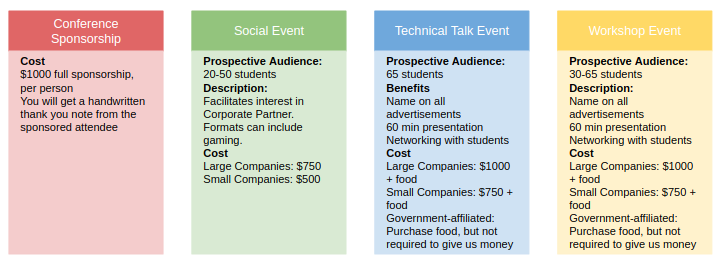 Conference
Sponsorship
Cost
$1000 full sponsorship,
per person
You will get a handwritten
thank you note from the
sponsored attendee
Social Event
Prospective Audience:
20-50 students
Description:
Facilitates interest in
Corporate Partner.
Formats can include
gaming.
Cost
Large Companies: $750
Small Companies: $500
Technical Talk Event
Prospective Audience:
65 students
Benefits
Name on all
advertisements
60 min presentation
Networking with students
Cost
Large Companies: $1000
+ food
Small Companies: $750 +
food
Government-affiliated:
Purchase food, but not
required to give us money
Workshop Event
Prospective Audience:
30-65 students
Description:
Name on all
advertisements
60 min presentation
Networking with students
Cost
Large Companies: $1000
+ food
Small Companies: $750 +
food
Government-affiliated:
Purchase food, but not
required to give us money